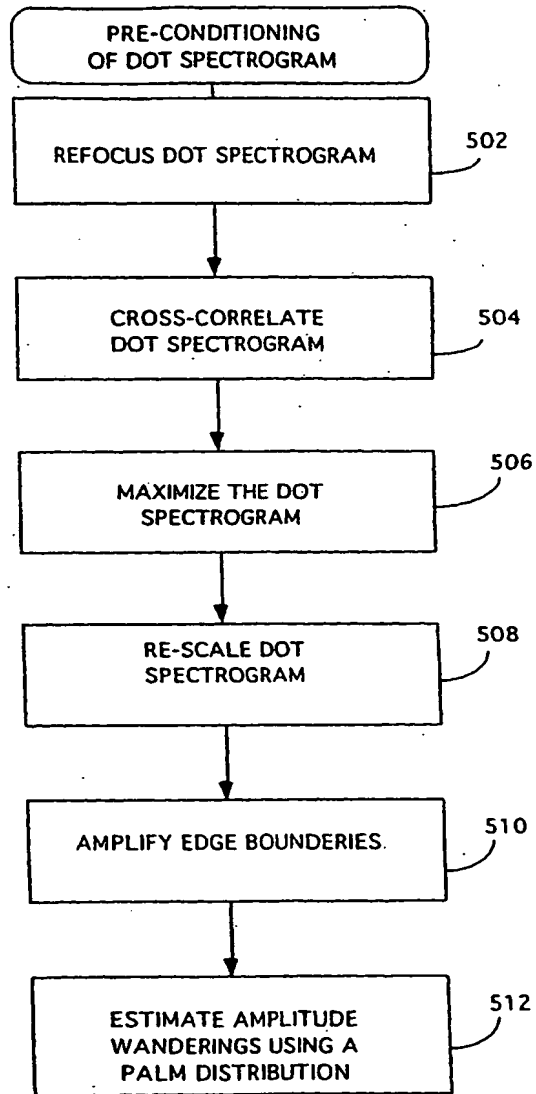 PRE-CONDITIONING
OF DOT SPECTROGRAM
REFOCUS DOT SPECTROGRAM
502
CROSS-CORRELATE
DOT SPECTROGRAM
504
MAXIMIZE THE DOT
SPECTROGRAM
506
RE-SCALE DOT
SPECTROGRAM
508
AMPLIFY EDGE BOUNDERIES.
510
ESTIMATE AMPLITUDE
WANDERINGS USING A
PALM DISTRIBUTION
512